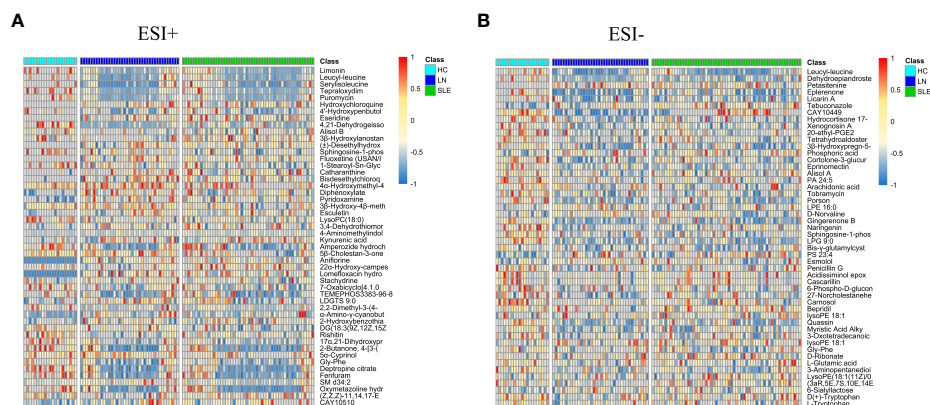 A
ESI+
Class
Limonin
Leucyl-leucine
Serylisoleucine
Tepraloxydim
Puromycin
Hydroxychlorquine
4'-Hydroxypenbutol
Eseridine
4,21-Dehydrogeisso
Alisol B
3β-Hydroxylanostan
(±)-Desethylhydrox
Sphingosine-1-phos
Fluoxetine (USAN/I
1-Stearoyl-Sn-Glyc
Catharanthine
Bisdesethylchloroq
4α-Hydroxymethyl-4
Diphenoxylate
Pyridoxamine
3β-Hydroxy-4β-meth
Esculetin
LysoPC(18:0)
3,4-Dehydrothiomor
4-Aminomethylindol
Kynurenic acid
Amperozide hydroch
5β-Cholestan-3-one
Aniflorine
22α-Hydroxy-campes
Lomefloxacin hydro
Stachydrine
7-Oxabicyclo[4.1.0
TEMEPHOS3383-96-8
LDGTS 9:0
2,2-Dimethyl-3-(4-
α-Amino-γ-cyanobut
2-Hydroxybenzothia
DG(18:3(9Z,12Z,15Z
Rishitin
17α,21-Dihydroxypr
2-Butanone, 4-[3-(
5α-Cyprinol
Gly-Phe
Deptropine citrate
Fenfuram
SM d34:2
Oxymetazoline hydr
(Z,Z,Z)-11,14,17-E
CAY10510
1
0.5
0
-0.5
-1
Class
HC
LN
SLE
B
ESI-
Class
Leucyl-leucine
Dehydroepiandroste
Petasitenine
Eplerenone
Licarin A
Tebuconazole
CAY10449
Hydrocortisone 17-
Xenognosin A
20-ethyl-PGE2
Tetrahydroaldoster
3β-Hydroxypregn-5-
Phosphoric acid
Cortolone-3-glucur
Eprinomectin
Alisol A
PA 24:5
Arachidonic acid
Tobramycin
Porson
LPE 16:0
D-Norvaline
Gingerenone B
Naringenin
Sphingosine-1-phos
LPG 9:0
Bis-γ-glutamylcyst
PS 23:4
Esmolol
Penicillin G
Acidissiminol epox
Cascarillin
6-Phospho-D-glucon
27-Norcholestanehe
Carnosol
Bepridil
lysoPE 18:1
Quassin
Myristic Acid Alky
3-Oxotetradecanoic
lysoPE 18:1
Gly-Phe
D-Ribonate
L-Glutamic acid
3-Aminopentanedioi
LysoPE(18:1(11Z)/0
(3aR,5E,7S,10E,14E
6-Sialyllactose
D(+)-Tryptophan
L-Tryptophan
1
0.5
0
-0.5
-1
Class
HC
LN
SLE